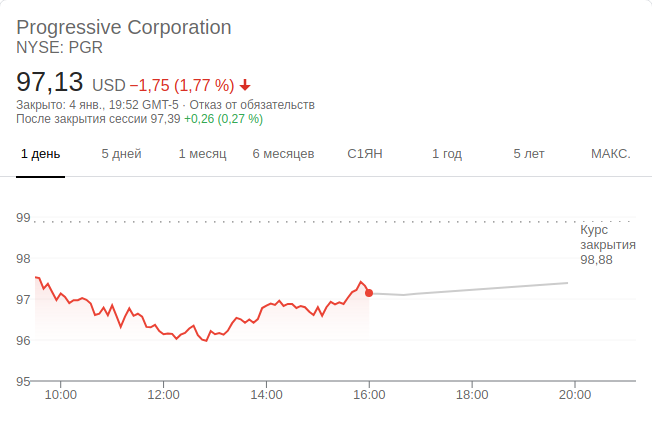 Progressive Corporation
NYSE: PGR
97,13 USD −1,75 (1,77 %)
Закрыто: 4 янв., 19:52 GMT-5 · Отказ от обязательств
После закрытия сессии 97,39 +0,26 (0,27 %)
1 день 5 дней 1 месяц 6 месяцев С1ЯН 1 год 5 лет МАКС.
99
Курс
закрытия
98,88
98
97
96
95
10:00 12:00 14:00 16:00 18:00 20:00